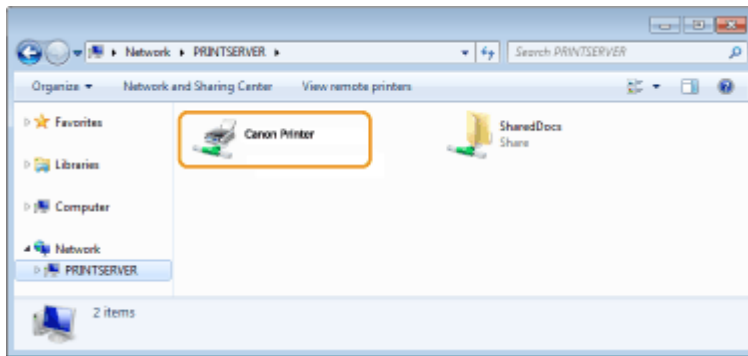 Network PRINTSERVER
Search PRINTSERVER
Organize Network and Sharing Center View remote printers
Favorites
Libraries
Computer
Network
PRINTSERVER
Canon Printer
SharedDocs
Share
2 items